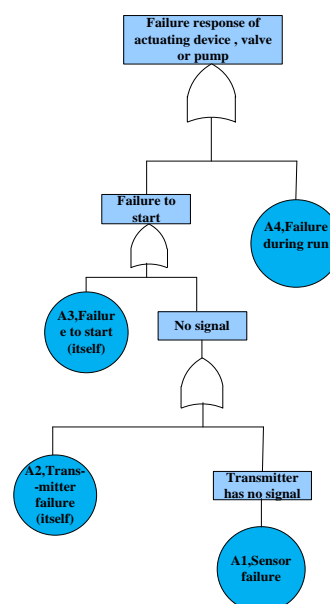 Failure response of
actuating device , valve
or pump
Failure to
start
A4,Failure
during run
A3,Failur
e to start
(itself)
No signal
A2,Trans-
-mitter
failure
(itself)
Transmitter
has no signal
A1,Sensor
failure